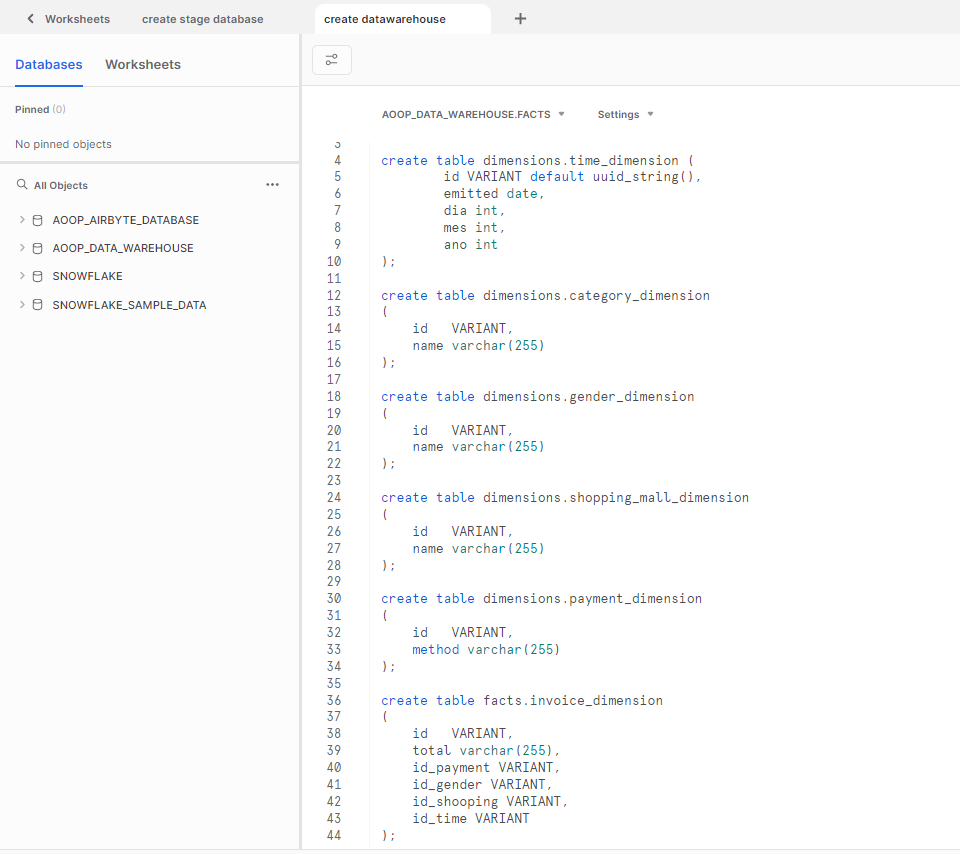 Worksheets
create stage database
create datawarehouse
Databases
Worksheets
Pinned (0)
No pinned objects
All Objects
AOOP_AIRBYTE_DATABASE
AOOP_DATA_WAREHOUSE
SNOWFLAKE
SNOWFLAKE_SAMPLE_DATA
AOOP_DATA_WAREHOUSE.FACTS
Settings
3
4 create table dimensions.time_dimension (
5 id VARIANT default uuid_string(),
6 emitted date,
7 dia int,
8 mes int,
9 ano int
10 );
11
12 create table dimensions.category_dimension
13 (
14 id VARIANT,
15 name varchar(255)
16 );
17
18 create table dimensions.gender_dimension
19 (
20 id VARIANT,
21 name varchar(255)
22 );
23
24 create table dimensions.shopping_mall_dimension
25 (
26 id VARIANT,
27 name varchar(255)
28 );
29
30 create table dimensions.payment_dimension
31 (
32 id VARIANT,
33 method varchar(255)
34 );
35
36 create table facts.invoice_dimension
37 (
38 id VARIANT,
39 total varchar(255),
40 id_payment VARIANT,
41 id_gender VARIANT,
42 id_shooping VARIANT,
43 id_time VARIANT
44 );